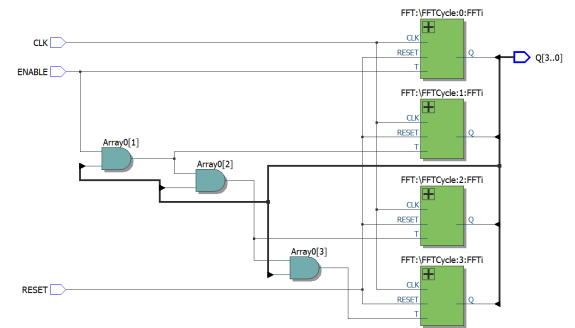 FFT:\FFTCycle:0:FFTi
CLK
CLK
RESET
Q
Q[3..0]
ENABLE
T
FFT:\FFTCycle:1:FFTi
CLK
RESET
Q
Array0[1]
T
Array0[2]
FFT:\FFTCycle:2:FFTi
CLK
RESET
Q
T
Array0[3]
FFT:\FFTCycle:3:FFTi
CLK
RESET
RESET
Q
T